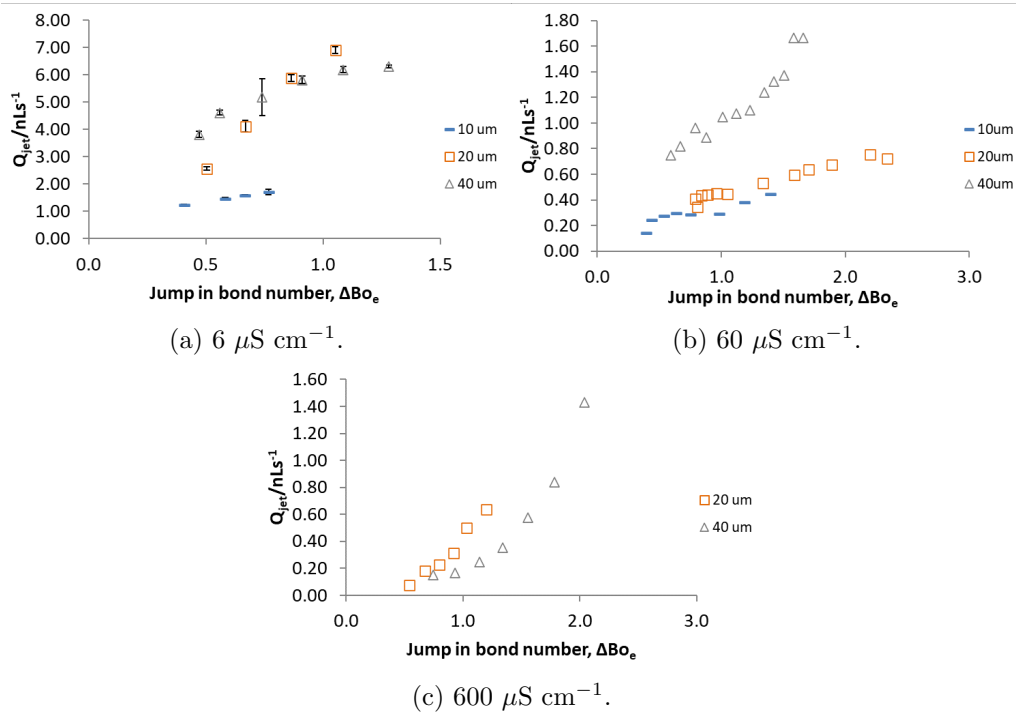 8.00
7.00
6.00
5.00
4.00
3.00
2.00
1.00
0.00
Q_jet/nLs^-1
0.0 0.5 1.0 1.5
Jump in bond number, ΔBo_e
10 um
20 um
40 um
(a) 6 μS cm⁻¹.
1.80
1.60
1.40
1.20
1.00
0.80
0.60
0.40
0.20
0.00
Q_jet/nLs^-1
0.0 1.0 2.0 3.0
Jump in bond number, ΔBo_e
10um
20um
40um
(b) 60 μS cm⁻¹.
1.60
1.40
1.20
1.00
0.80
0.60
0.40
0.20
0.00
Q_jet/nLs^-1
0.0 1.0 2.0 3.0
Jump in bond number, ΔBo_e
20 um
40 um
(c) 600 μS cm⁻¹.